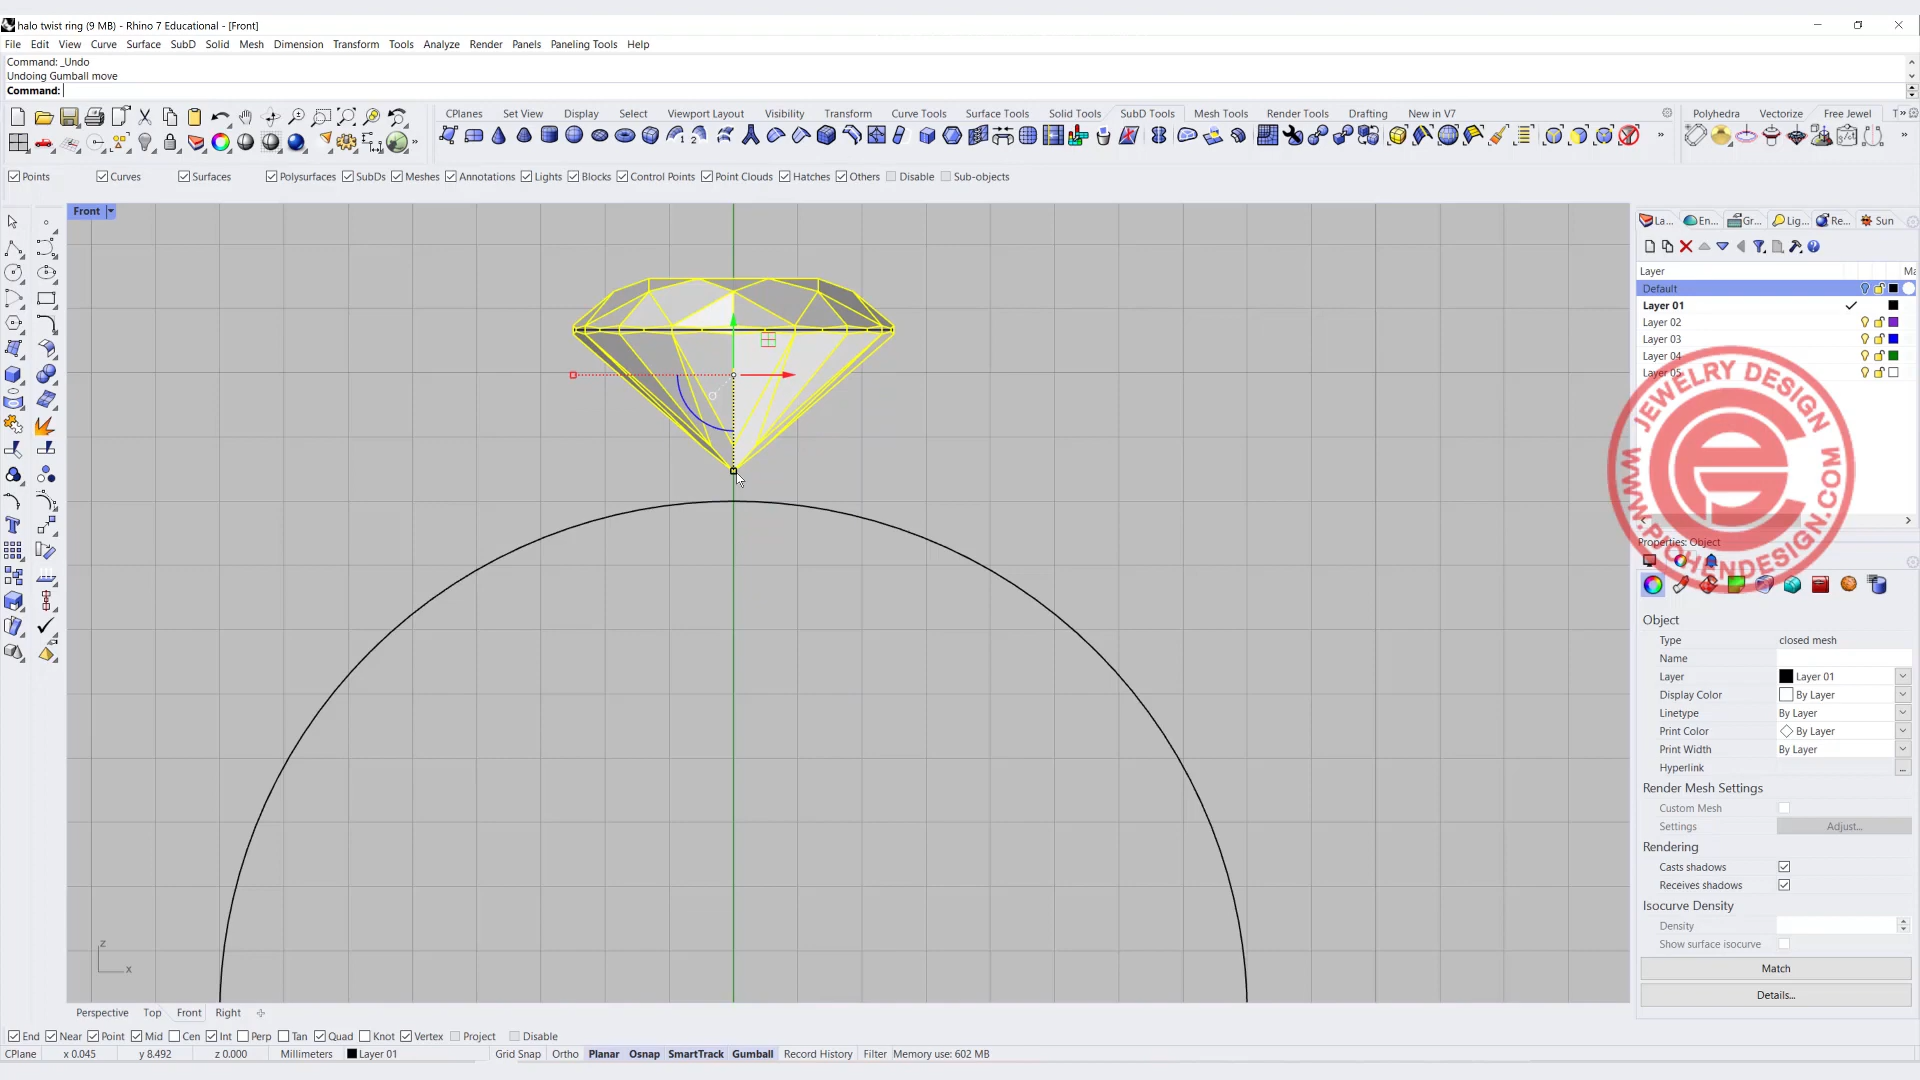 halo twist ring (9 MB) - Rhino 7 Educational - [Front]
File Edit View Curve Surface SubD Solid Mesh Dimension Transform Tools Analyze Render Panels Paneling Tools Help
Command: _Undo
Undoing Gumball move
Command:
CPlanes Set View Display Select Viewport Layout Visibility Transform Curve Tools Surface Tools Solid Tools SubD Tools Mesh Tools Render Tools Drafting New in V7 Polyhedra Vectorize Free Jewel T
Points Curves Surfaces Polysurfaces SubDs Meshes Annotations Lights Blocks Control Points Point Clouds Hatches Others Disable Sub-objects
Front
La... En... Gr... Lig... Re... Sun
Layer Ma
Default
Layer 01
Layer 02
Layer 03
Layer 04
Layer 05
JEWELRY DESIGN
WWW.PJCHENDESIGN.COM
Properties: Object
Object
Type closed mesh
Name
Layer Layer 01
Display Color By Layer
Linetype By Layer
Print Color By Layer
Print Width By Layer
Hyperlink ...
Render Mesh Settings
Custom Mesh
Settings Adjust...
Rendering
Casts shadows
Receives shadows
Isocurve Density
Density
Show surface isocurve
Match
Details...
z
x
Perspective Top Front Right
End Near Point Mid Cen Int Perp Tan Quad Knot Vertex Project Disable
CPlane x 0.045 y 8.492 z 0.000 Millimeters Layer 01 Grid Snap Ortho Planar Osnap SmartTrack Gumball Record History Filter Memory use: 602 MB